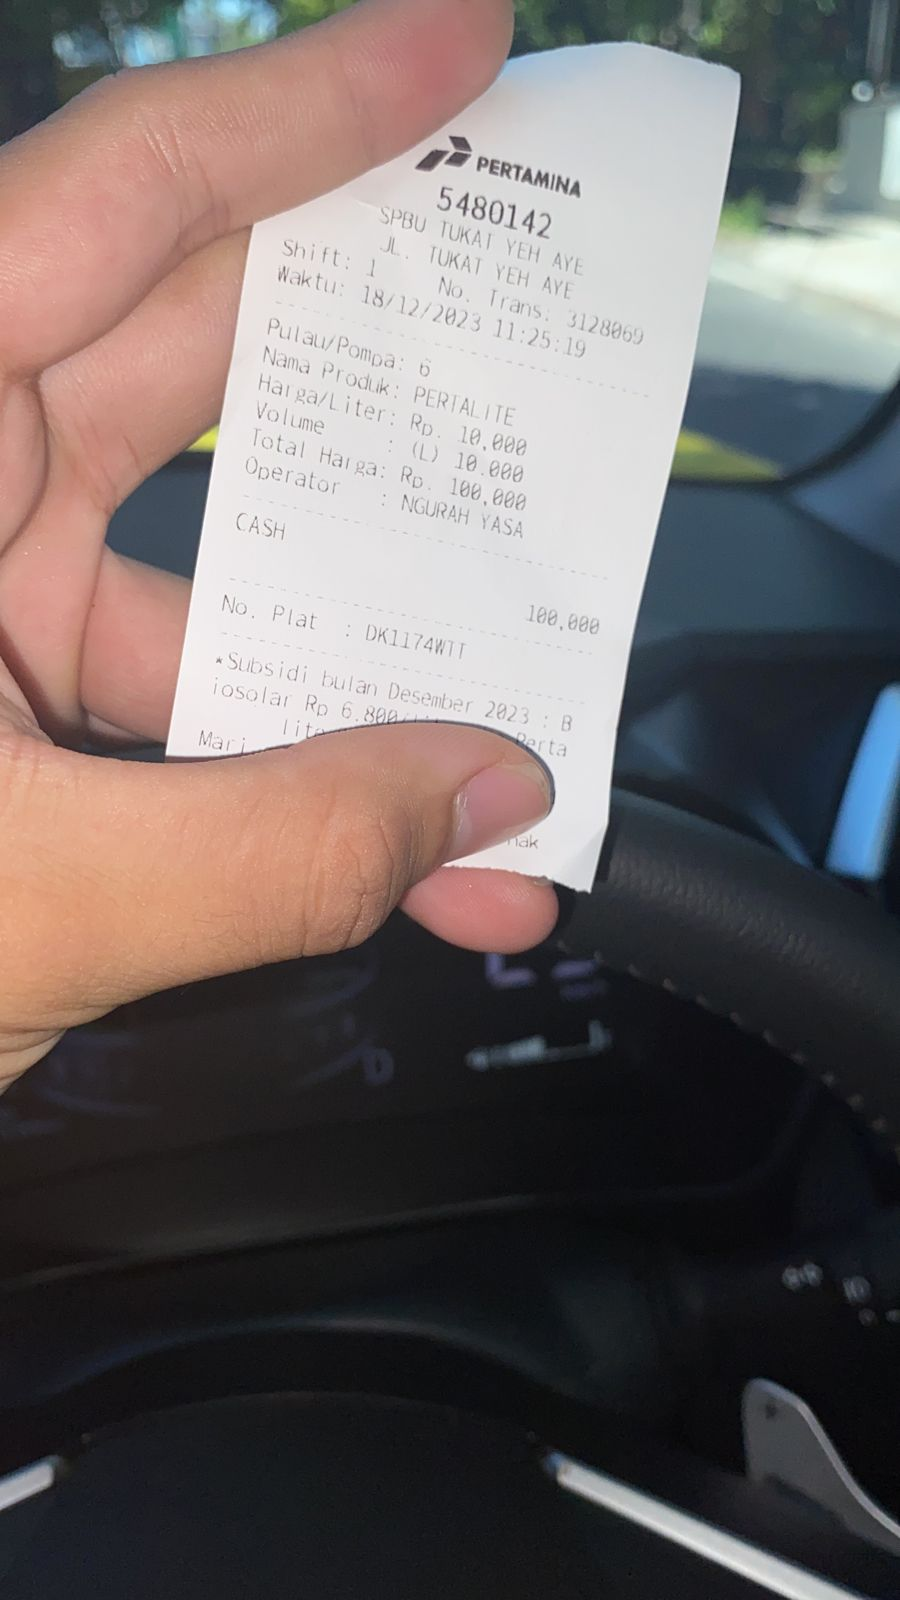 PERTAMINA
5480142
SPBU TUKAT YEH AYE
JL. TUKAT YEH AYE
Shift: 1 No. Trans: 3128069
Waktu: 18/12/2023 11:25:19
Pulau/Pompa: 6
Nama Produk: PERTALITE
Harga/Liter: Rp. 10,000
Volume : (L) 10.000
Total Harga: Rp. 100,000
Operator : NGURAH YASA
CASH
100,000
No. Plat : DK1174WTT
*Subsidi bulan Desember 2023 : B
iosolar Rp 6.800
Perta
Mari